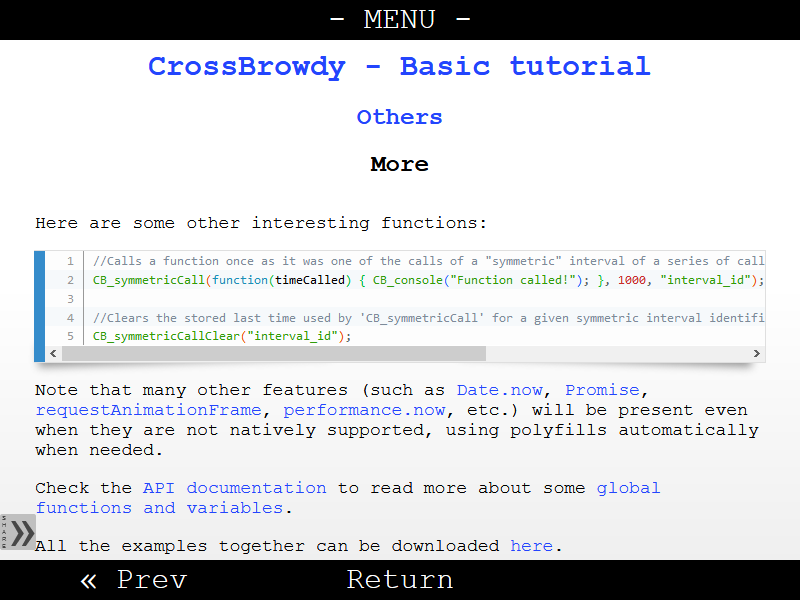 - MENU -
CrossBrowdy - Basic tutorial
Others
More
Here are some other interesting functions:
1 //Calls a function once as it was one of the calls of a "symmetric" interval of a series of call
2 CB_symmetricCall(function(timeCalled) { CB_console("Function called!"); }, 1000, "interval_id");
3
4 //Clears the stored last time used by 'CB_symmetricCall' for a given symmetric interval identifi
5 CB_symmetricCallClear("interval_id");
Note that many other features (such as Date.now, Promise,
requestAnimationFrame, performance.now, etc.) will be present even
when they are not natively supported, using polyfills automatically
when needed.
Check the API documentation to read more about some global
functions and variables.
SHARE »
All the examples together can be downloaded here.
« Prev Return